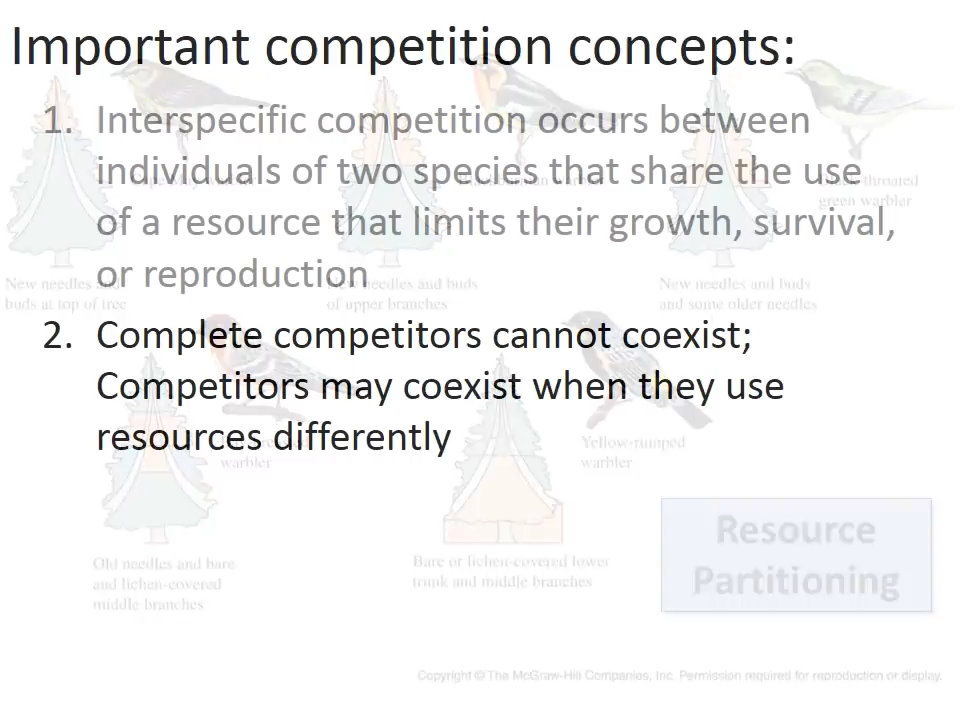 Important competition concepts:
1. Interspecific competition occurs between
individuals of two species that share the use
of a resource that limits their growth, survival,
or reproduction
2. Complete competitors cannot coexist;
Competitors may coexist when they use
resources differently
green warbler
New needles and
buds at top of tree
New needles and buds
of upper branches
New needles and buds
and some older needles
warbler
Yellow-rumped
warbler
Old needles and bare
and lichen-covered
middle branches
Bare or lichen-covered lower
trunk and middle branches
Resource
Partitioning
Copyright © The McGraw-Hill Companies, Inc. Permission required for reproduction or display.